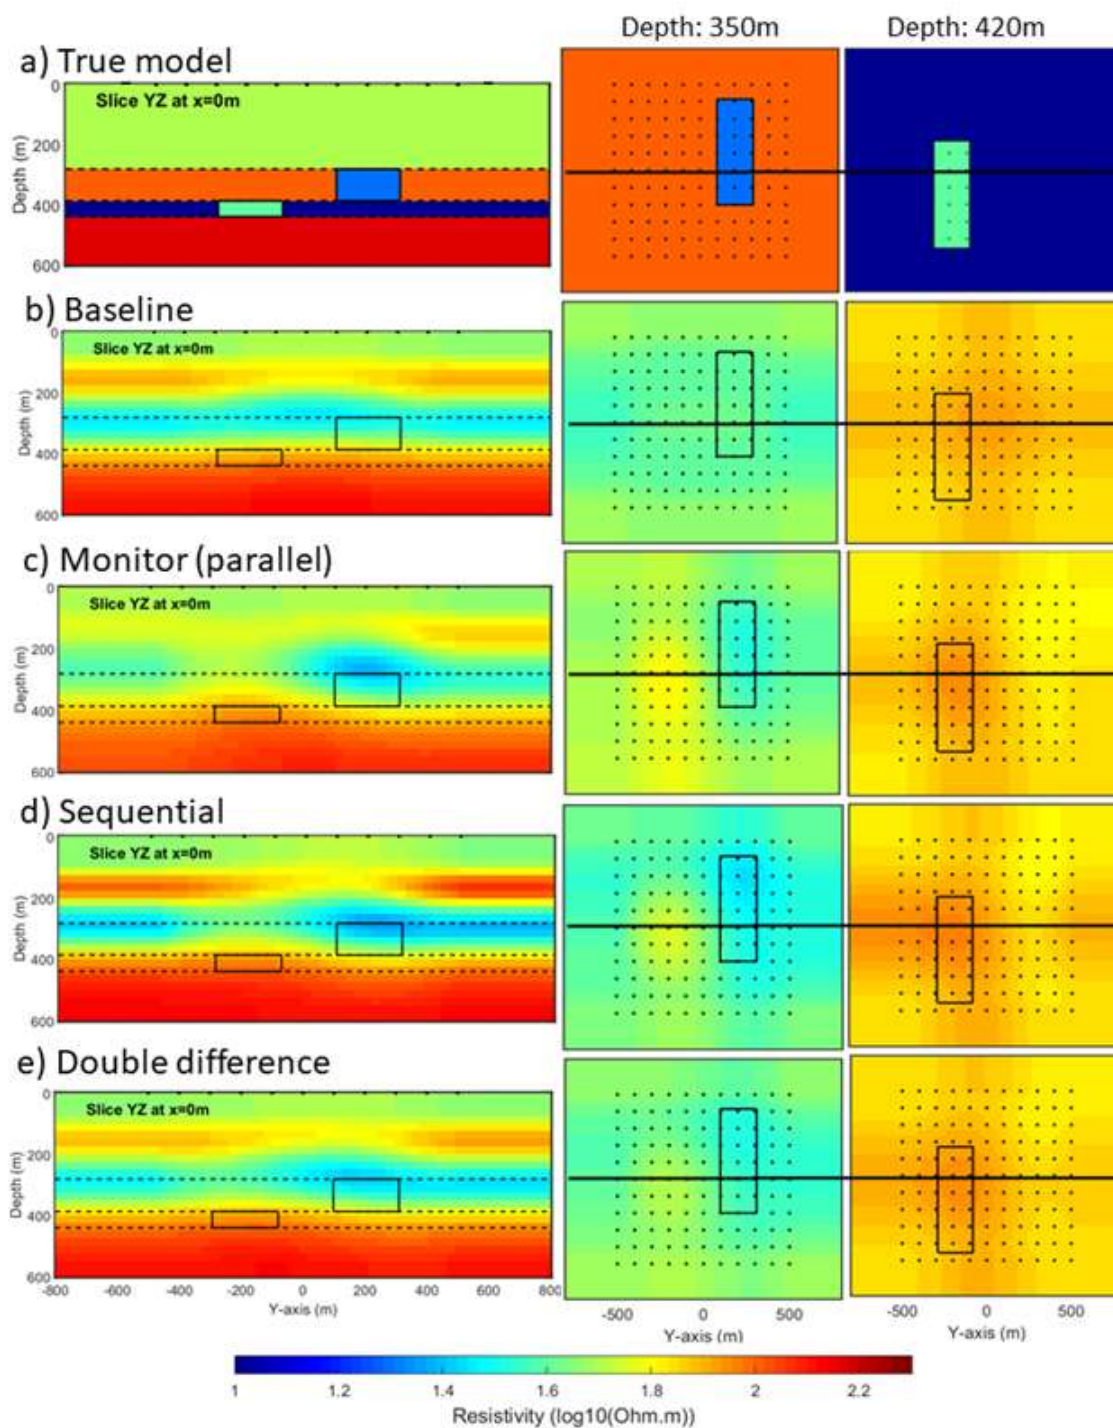 Depth: 350m
Depth: 420m
a) True model
Slice YZ at x=0m
Depth (m)
0
200
400
600
b) Baseline
Slice YZ at x=0m
Depth (m)
0
200
400
600
c) Monitor (parallel)
Slice YZ at x=0m
Depth (m)
0
200
400
600
d) Sequential
Slice YZ at x=0m
Depth (m)
0
200
400
600
e) Double difference
Slice YZ at x=0m
Depth (m)
0
200
400
600
-800 -600 -400 -200 0 200 400 600 800
Y-axis (m)
-500 0 500
Y-axis (m)
-500 0 500
Y-axis (m)
1 1.2 1.4 1.6 1.8 2 2.2
Resistivity (log10(Ohm.m))